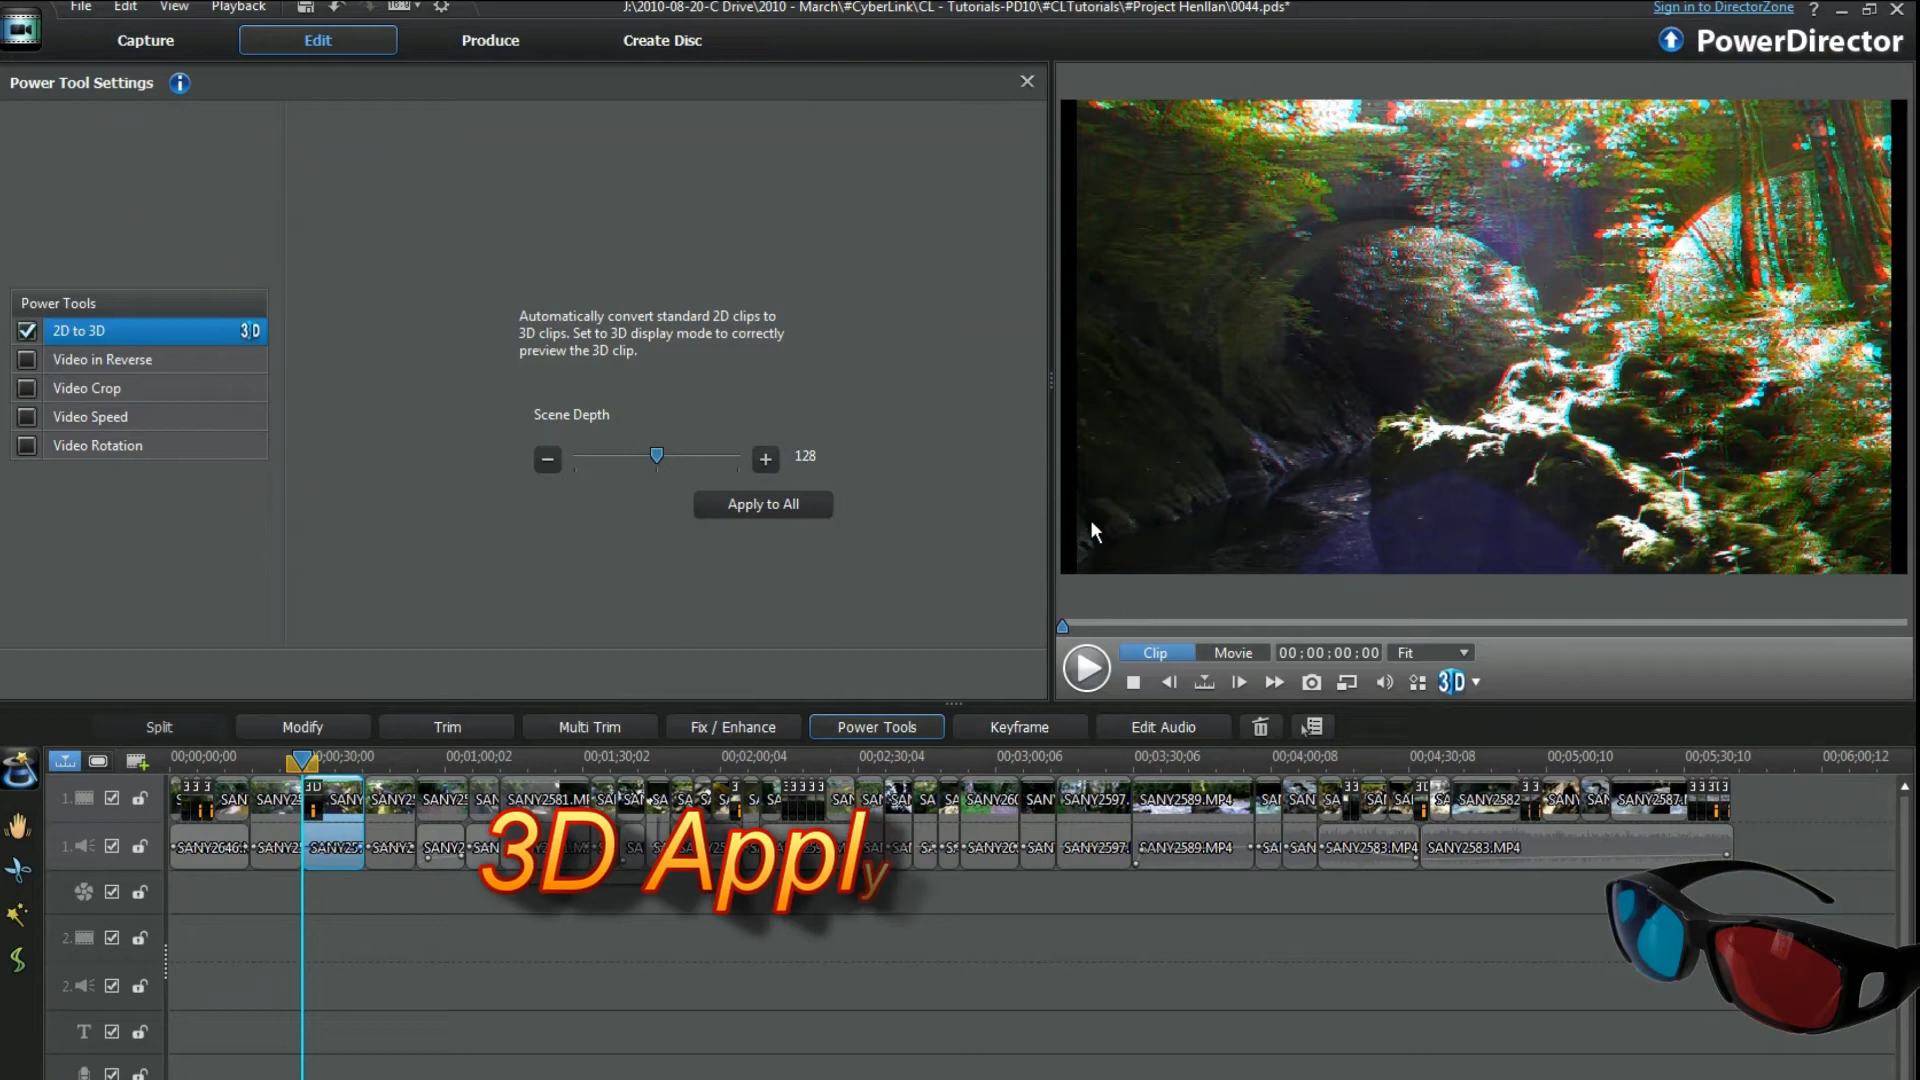 File Edit View Playback
J:\2010-08-20-C Drive\2010 - March\#CyberLink\CL - Tutorials-PD10\#CLTutorials\#Project Henllan\0044.pds*
Sign in to DirectorZone ?
Capture Edit Produce Create Disc
PowerDirector
Power Tool Settings
Power Tools
2D to 3D 3D
Video in Reverse
Video Crop
Video Speed
Video Rotation
Automatically convert standard 2D clips to
3D clips. Set to 3D display mode to correctly
preview the 3D clip.
Scene Depth
128
Apply to All
Clip Movie 00:00:00:00 Fit
3D
Split Modify Trim Multi Trim Fix / Enhance Power Tools Keyframe Edit Audio
00;00;00;00 00;00;30;00 00;01;00;02 00;01;30;02 00;02;00;04 00;02;30;04 00;03;00;06 00;03;30;06 00;04;00;08 00;04;30;08 00;05;00;10 00;05;30;10 00;06;00;12
1. SANY2581.MP SANY2597. SANY2589.MP4 SANY2582 SANY2587.
1. SANY2646. SANY2597. SANY2589.MP4 SANY2583.MP4 SANY2583.MP4
3D Apply
2.
2.
T